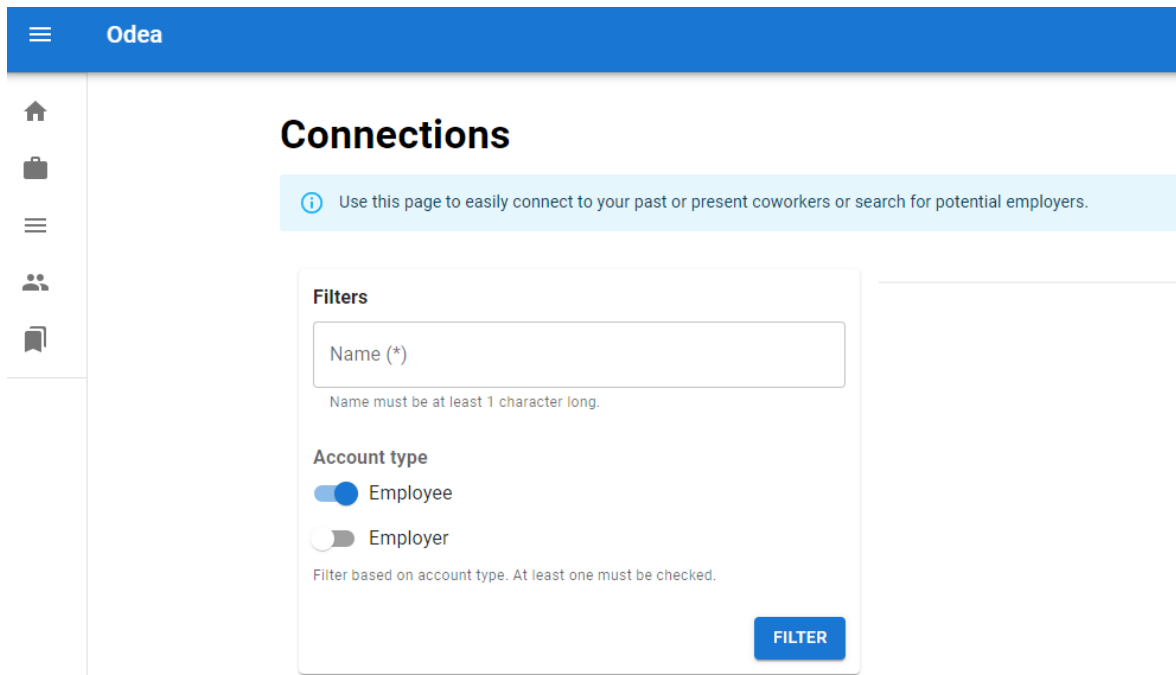 Odea
Connections
Use this page to easily connect to your past or present coworkers or search for potential employers.
Filters
Name (*)
Name must be at least 1 character long.
Account type
Employee
Employer
Filter based on account type. At least one must be checked.
FILTER